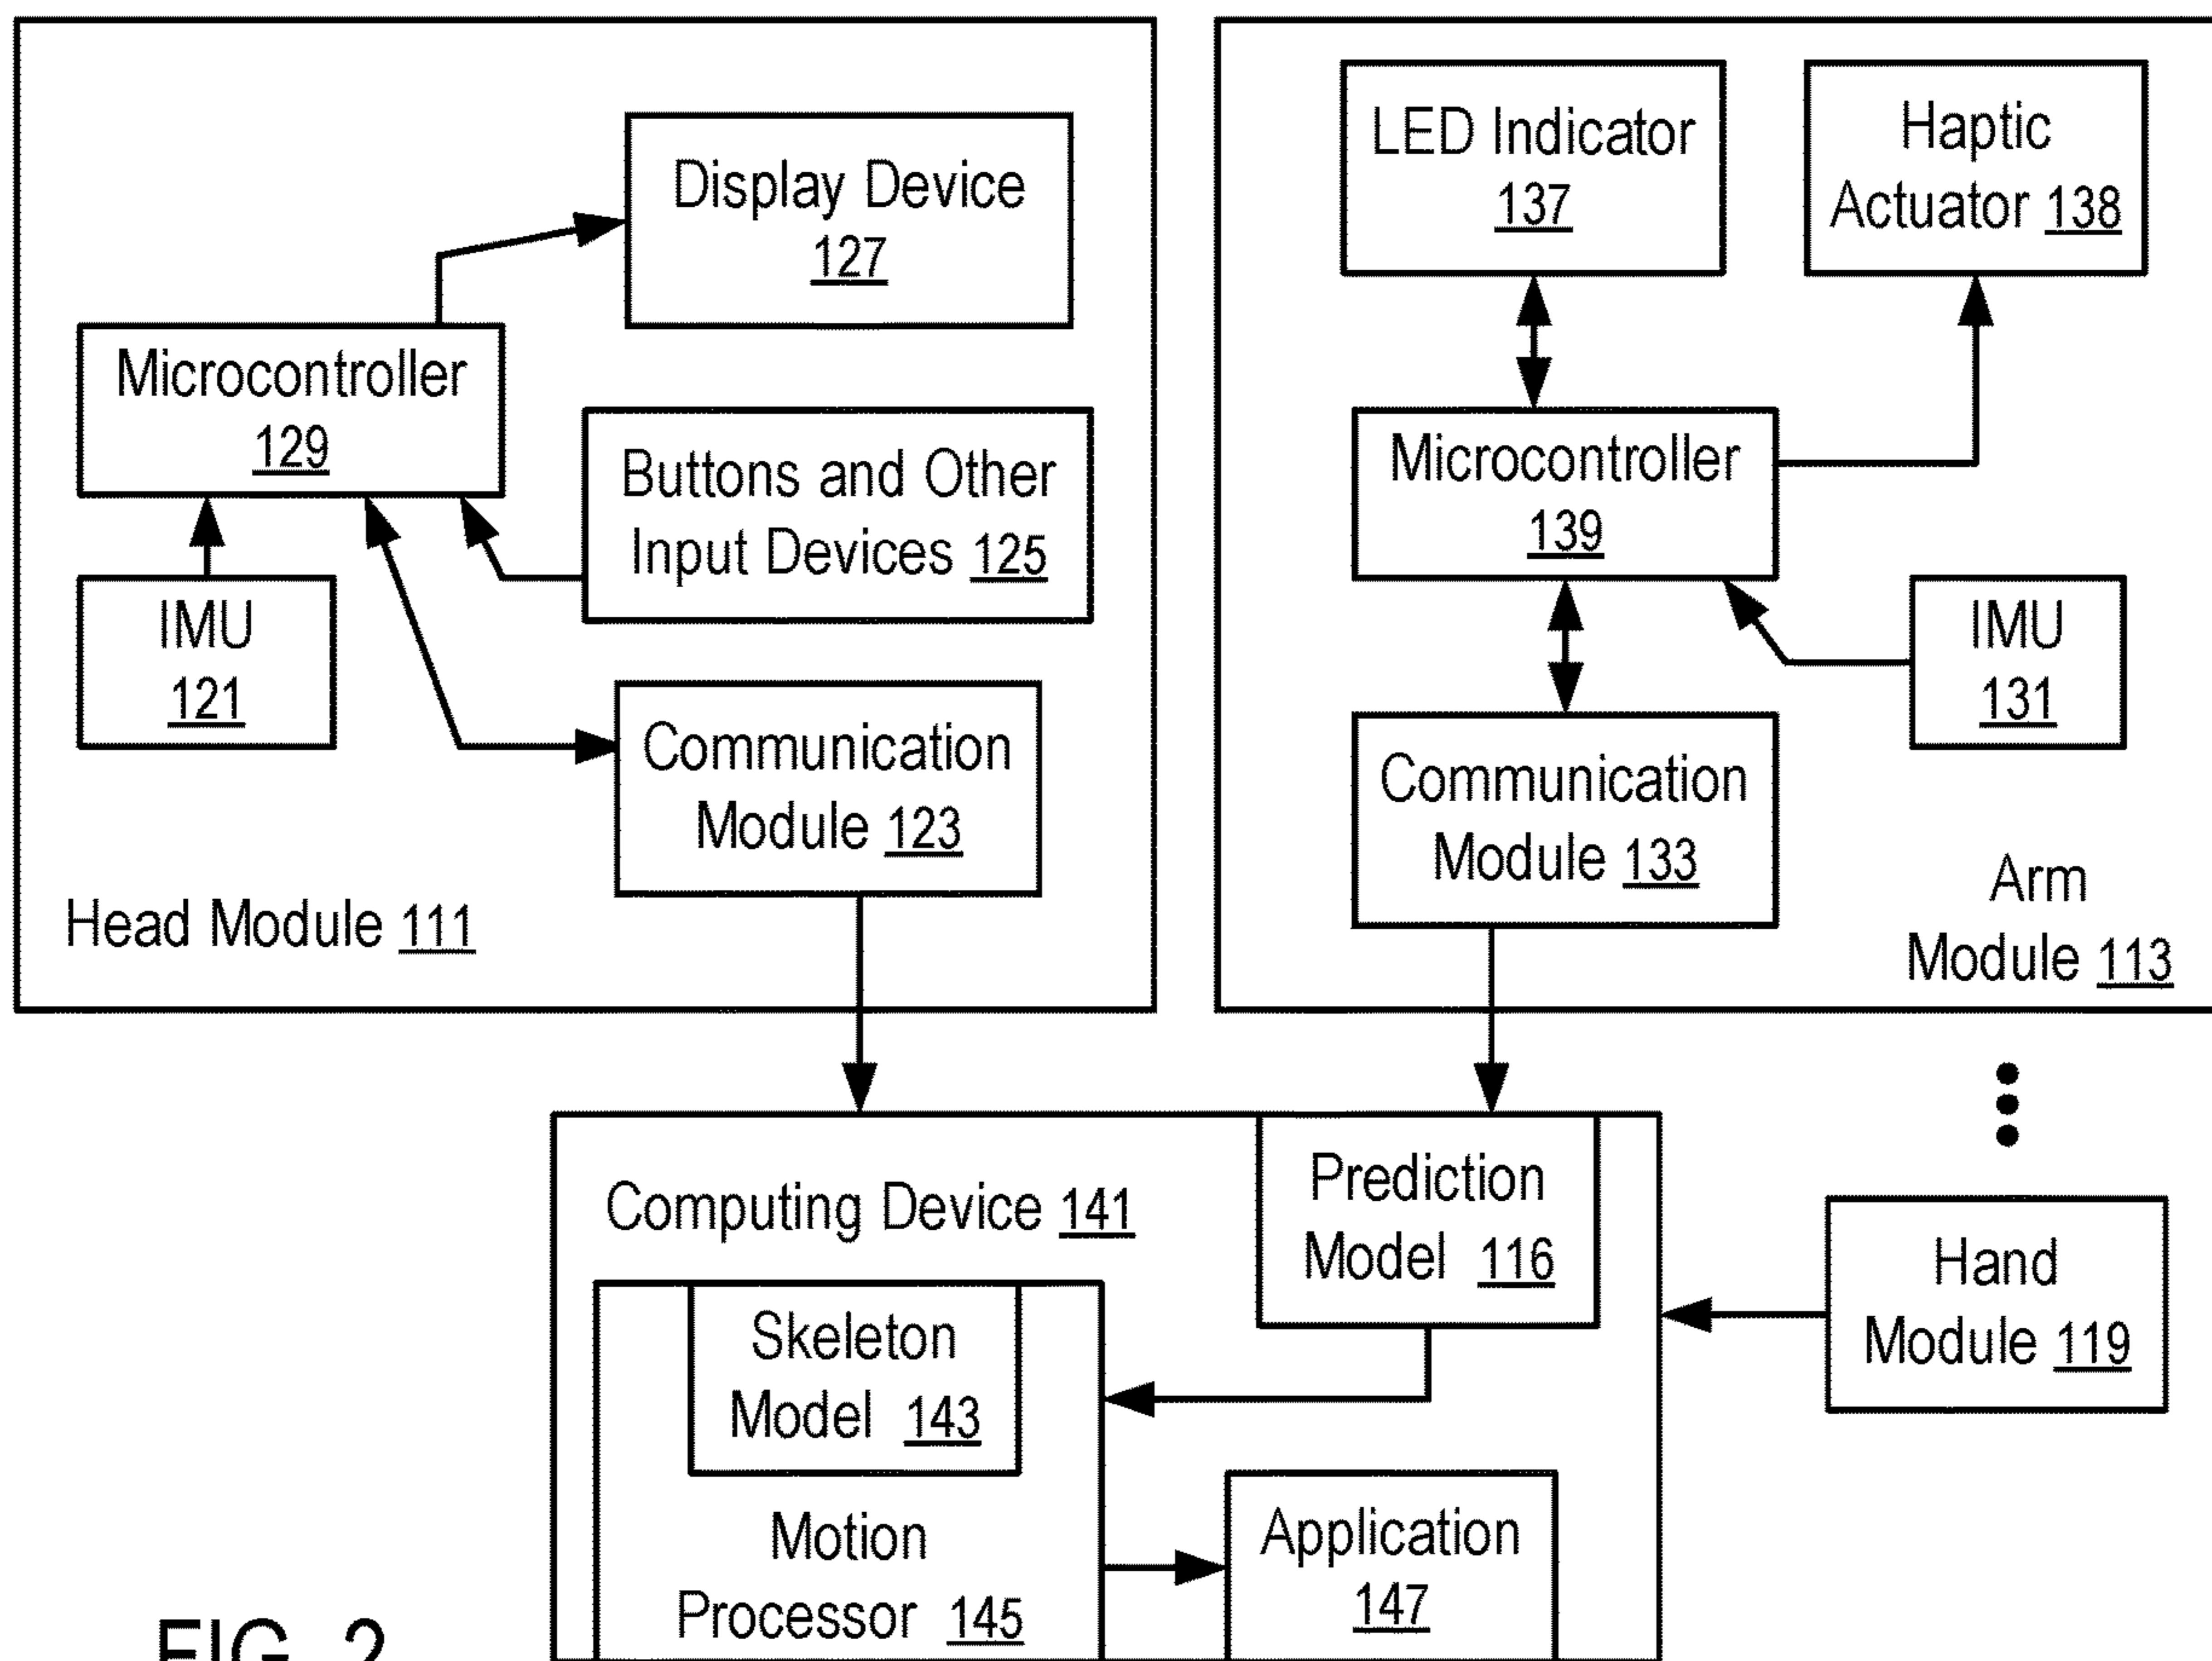 Display Device
127
Microcontroller
129
Buttons and Other
Input Devices 125
IMU
121
Communication
Module 123
Head Module 111
LED Indicator
137
Haptic
Actuator 138
Microcontroller
139
IMU
131
Communication
Module 133
Arm
Module 113
Computing Device 141
Prediction
Model 116
Skeleton
Model 143
Motion
Processor 145
Application
147
Hand
Module 119
FIG. 2